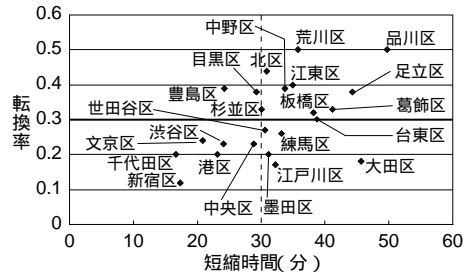 0.6
0.5
0.4
0.3
0.2
0.1
0
転換率
中野区
荒川区
品川区
北区
目黒区
江東区
足立区
豊島区
杉並区
板橋区
葛飾区
世田谷区
台東区
渋谷区
文京区
練馬区
千代田区
港区
大田区
新宿区
江戸川区
中央区
墨田区
0 10 20 30 40 50 60
短縮時間(分)